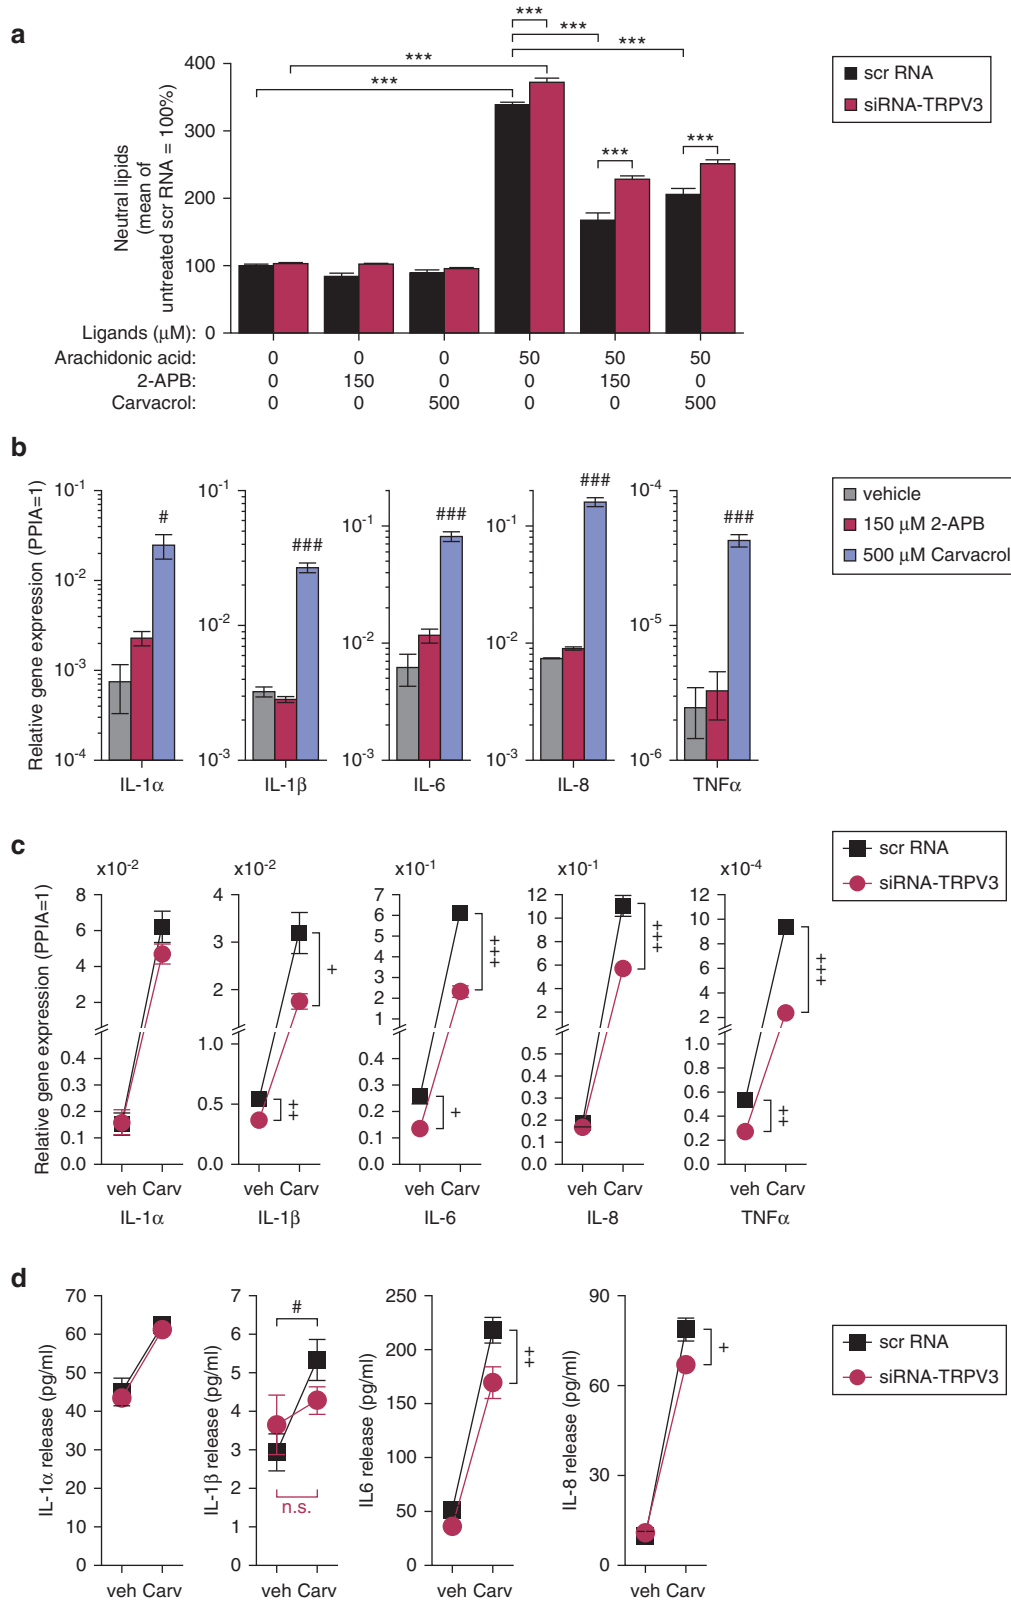 a
***
***
***
***
***
***
***
scr RNA
siRNA-TRPV3
Neutral lipids
(mean of
untreated scr RNA = 100%)
400
300
200
100
0
Ligands (µM):
Arachidonic acid: 0 0 0 50 50 50
2-APB: 0 150 0 0 150 0
Carvacrol: 0 0 500 0 0 500
b
Relative gene expression (PPIA=1)
10-1
10-2
10-3
10-4
#
IL-1α
10-1
10-2
10-3
###
IL-1β
10-1
10-2
10-3
###
IL-6
10-1
10-2
10-3
###
IL-8
10-4
10-5
10-6
###
TNFα
vehicle
150 µM 2-APB
500 µM Carvacrol
c
Relative gene expression (PPIA=1)
x10-2
8
6
4
2
0.4
0.3
0.2
0.1
0.0
veh Carv
IL-1α
x10-2
4
3
2
1.0
0.5
0.0
+
++
veh Carv
IL-1β
x10-1
7
6
5
4
3
2
1
0.4
0.3
0.2
0.1
0.0
+++
+
veh Carv
IL-6
x10-1
12
10
8
6
4
2
0.5
0.4
0.3
0.2
0.1
0.0
+++
veh Carv
IL-8
x10-4
12
10
8
6
4
2
1.0
0.8
0.6
0.4
0.2
0.0
+++
++
veh Carv
TNFα
scr RNA
siRNA-TRPV3
d
IL-1α release (pg/ml)
70
60
50
40
30
20
10
0
veh Carv
IL-1β release (pg/ml)
7
6
5
4
3
2
1
0
#
n.s.
veh Carv
IL6 release (pg/ml)
250
200
150
100
50
0
++
veh Carv
IL-8 release (pg/ml)
90
60
30
0
+
veh Carv
scr RNA
siRNA-TRPV3